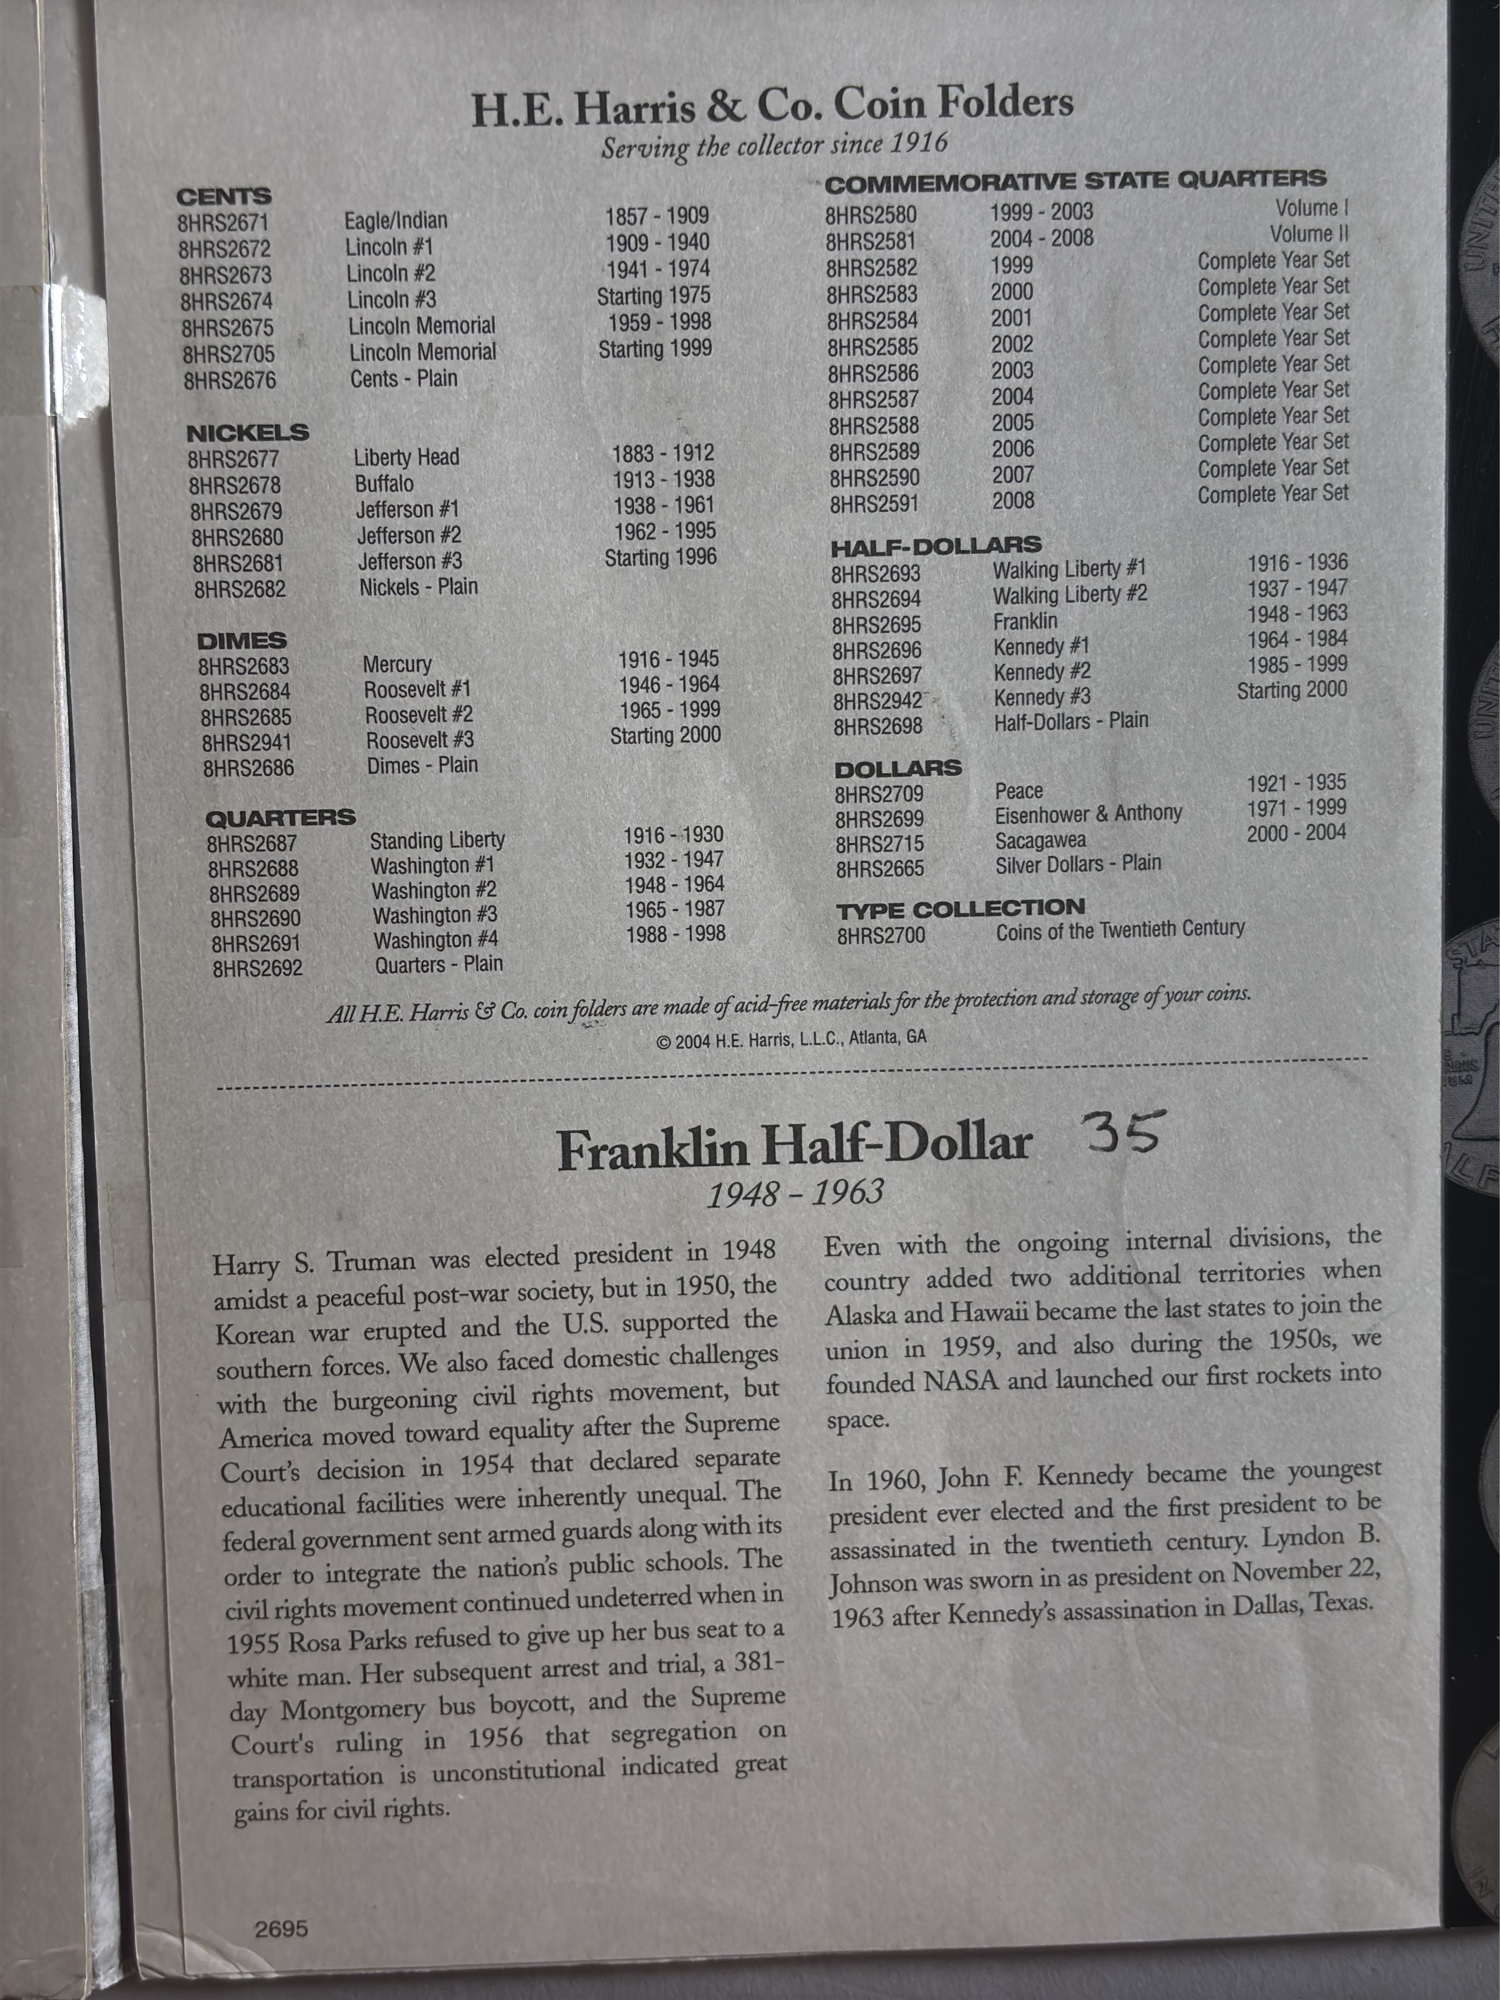 H.E. Harris & Co. Coin Folders
Serving the collector since 1916
CENTS
8HRS2671 Eagle/Indian 1857 - 1909
8HRS2672 Lincoln #1 1909 - 1940
8HRS2673 Lincoln #2 1941 - 1974
8HRS2674 Lincoln #3 Starting 1975
8HRS2675 Lincoln Memorial 1959 - 1998
8HRS2705 Lincoln Memorial Starting 1999
8HRS2676 Cents - Plain
NICKELS
8HRS2677 Liberty Head 1883 - 1912
8HRS2678 Buffalo 1913 - 1938
8HRS2679 Jefferson #1 1938 - 1961
8HRS2680 Jefferson #2 1962 - 1995
8HRS2681 Jefferson #3 Starting 1996
8HRS2682 Nickels - Plain
DIMES
8HRS2683 Mercury 1916 - 1945
8HRS2684 Roosevelt #1 1946 - 1964
8HRS2685 Roosevelt #2 1965 - 1999
8HRS2941 Roosevelt #3 Starting 2000
8HRS2686 Dimes - Plain
QUARTERS
8HRS2687 Standing Liberty 1916 - 1930
8HRS2688 Washington #1 1932 - 1947
8HRS2689 Washington #2 1948 - 1964
8HRS2690 Washington #3 1965 - 1987
8HRS2691 Washington #4 1988 - 1998
8HRS2692 Quarters - Plain
COMMEMORATIVE STATE QUARTERS
8HRS2580 1999 - 2003 Volume I
8HRS2581 2004 - 2008 Volume II
8HRS2582 1999 Complete Year Set
8HRS2583 2000 Complete Year Set
8HRS2584 2001 Complete Year Set
8HRS2585 2002 Complete Year Set
8HRS2586 2003 Complete Year Set
8HRS2587 2004 Complete Year Set
8HRS2588 2005 Complete Year Set
8HRS2589 2006 Complete Year Set
8HRS2590 2007 Complete Year Set
8HRS2591 2008 Complete Year Set
HALF-DOLLARS
8HRS2693 Walking Liberty #1 1916 - 1936
8HRS2694 Walking Liberty #2 1937 - 1947
8HRS2695 Franklin 1948 - 1963
8HRS2696 Kennedy #1 1964 - 1984
8HRS2697 Kennedy #2 1985 - 1999
8HRS2942 Kennedy #3 Starting 2000
8HRS2698 Half-Dollars - Plain
DOLLARS
8HRS2709 Peace 1921 - 1935
8HRS2699 Eisenhower & Anthony 1971 - 1999
8HRS2715 Sacagawea 2000 - 2004
8HRS2665 Silver Dollars - Plain
TYPE COLLECTION
8HRS2700 Coins of the Twentieth Century
All H.E. Harris & Co. coin folders are made of acid-free materials for the protection and storage of your coins.
© 2004 H.E. Harris, L.L.C., Atlanta, GA
Franklin Half-Dollar 35
1948 – 1963
Harry S. Truman was elected president in 1948
amidst a peaceful post-war society, but in 1950, the
Korean war erupted and the U.S. supported the
southern forces. We also faced domestic challenges
with the burgeoning civil rights movement, but
America moved toward equality after the Supreme
Court's decision in 1954 that declared separate
educational facilities were inherently unequal. The
federal government sent armed guards along with its
order to integrate the nation's public schools. The
civil rights movement continued undeterred when in
1955 Rosa Parks refused to give up her bus seat to a
white man. Her subsequent arrest and trial, a 381-
day Montgomery bus boycott, and the Supreme
Court's ruling in 1956 that segregation on
transportation is unconstitutional indicated great
gains for civil rights.
Even with the ongoing internal divisions, the
country added two additional territories when
Alaska and Hawaii became the last states to join the
union in 1959, and also during the 1950s, we
founded NASA and launched our first rockets into
space.
In 1960, John F. Kennedy became the youngest
president ever elected and the first president to be
assassinated in the twentieth century. Lyndon B.
Johnson was sworn in as president on November 22,
1963 after Kennedy's assassination in Dallas, Texas.
2695